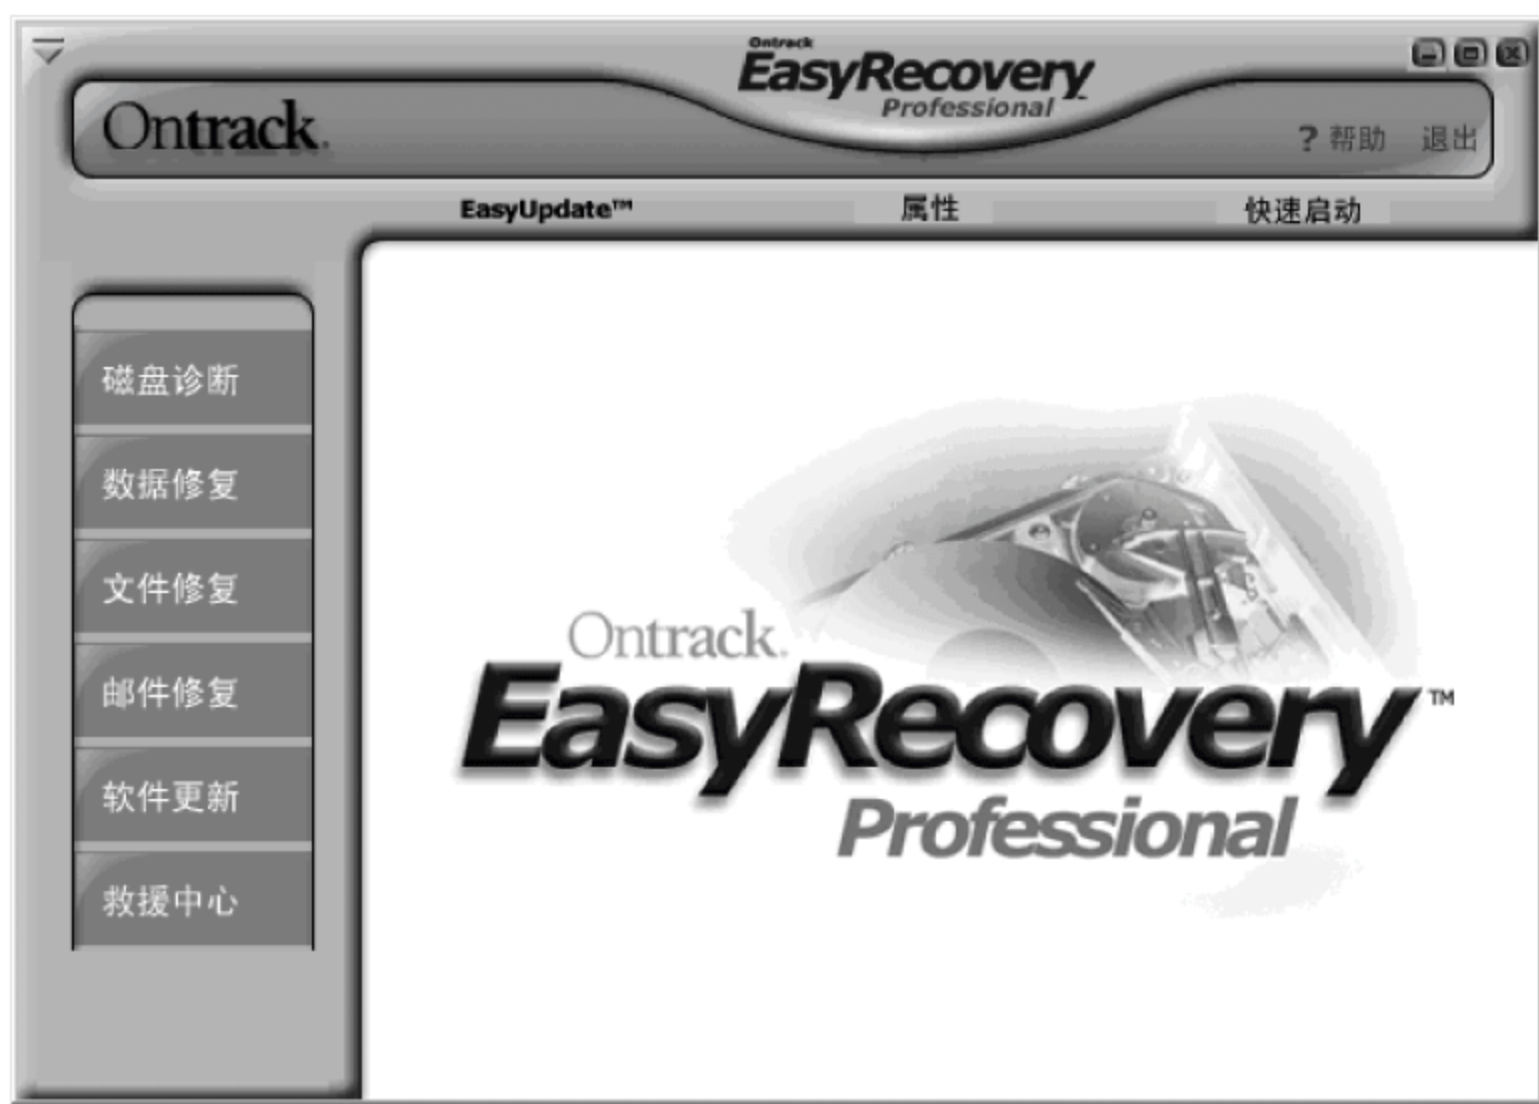 Ontrack
EasyRecovery
Professional
Ontrack.
? 帮助 退出
EasyUpdate™ 属性 快速启动
磁盘诊断
数据修复
文件修复
邮件修复
软件更新
救援中心
Ontrack.
EasyRecovery™
Professional